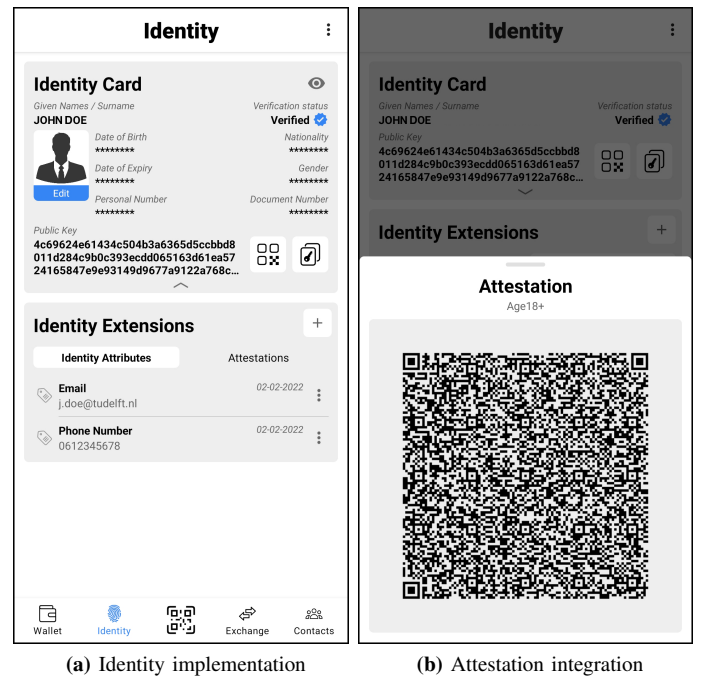 Identity
Identity Card
Given Names / Surname
Verification status
JOHN DOE
Verified
Date of Birth
Nationality
********
********
Date of Expiry
Gender
********
********
Edit
Personal Number
Document Number
********
********
Public Key
4c69624e61434c504b3a6365d5ccbbd8
011d284c9b0c393ecdd065163d61ea57
24165847e9e93149d9677a9122a768c...
Identity Extensions
+
Identity Attributes
Attestations
Email
02-02-2022
j.doe@tudelft.nl
Phone Number
02-02-2022
0612345678
Wallet
Identity
Exchange
Contacts
(a) Identity implementation
Identity
Identity Card
Given Names / Surname
Verification status
JOHN DOE
Verified
Public Key
4c69624e61434c504b3a6365d5ccbbd8
011d284c9b0c393ecdd065163d61ea57
24165847e9e93149d9677a9122a768c...
Identity Extensions
+
Attestation
Age18+
(b) Attestation integration